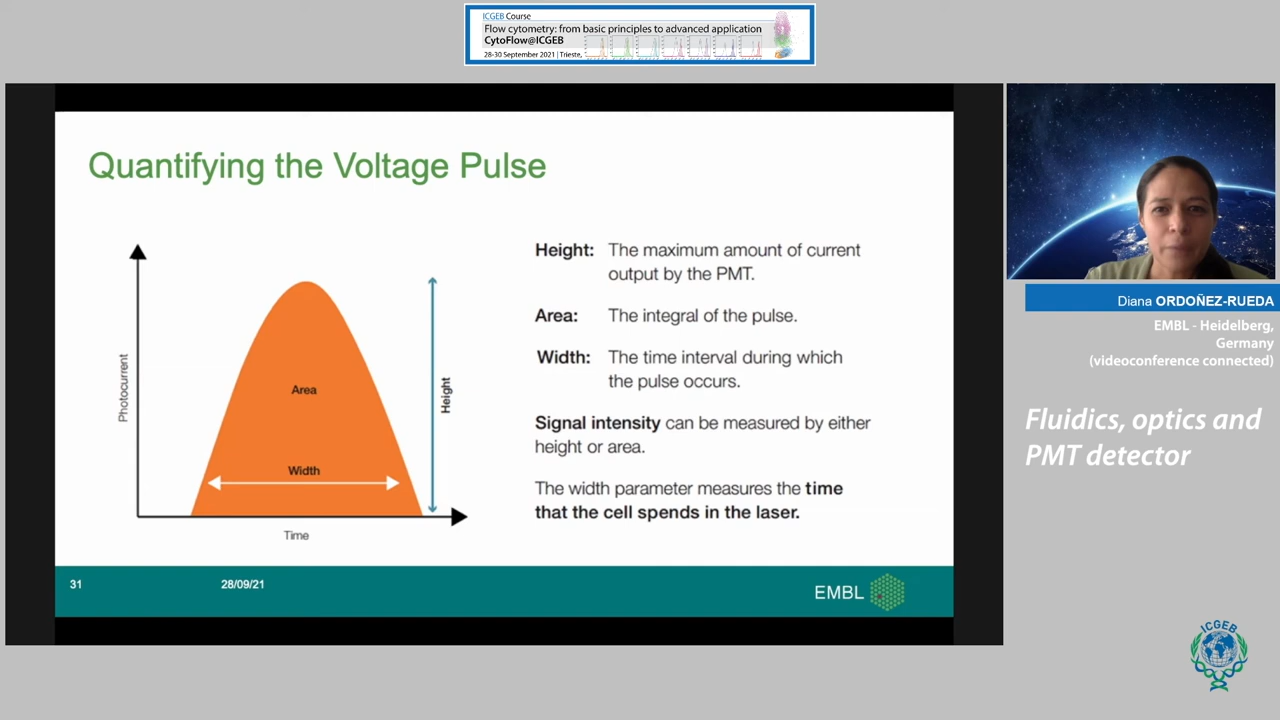 ICGEB Course
Flow cytometry: from basic principles to advanced application
CytoFlow@ICGEB
28-30 September 2021 | Trieste,
Quantifying the Voltage Pulse
Photocurrent
Area
Width
Height
Time
Height: The maximum amount of current
output by the PMT.
Area: The integral of the pulse.
Width: The time interval during which
the pulse occurs.
Signal intensity can be measured by either
height or area.
The width parameter measures the time
that the cell spends in the laser.
31
28/09/21
EMBL
Diana ORDOÑEZ-RUEDA
EMBL - Heidelberg,
Germany
(videoconference connected)
Fluidics, optics and
PMT detector
ICGEB